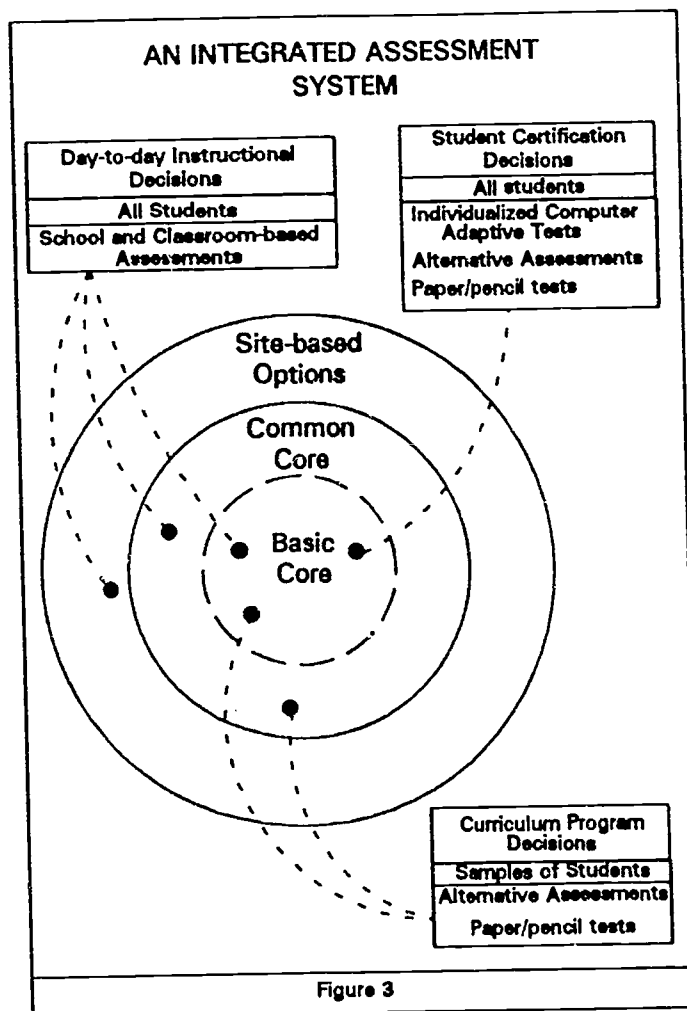 AN INTEGRATED ASSESSMENT
SYSTEM
Day-to-day Instructional
Decisions
All Students
School and Classroom-based
Assessments
Student Certification
Decisions
All students
Individualized Computer
Adaptive Tests
Alternative Assessments
Paper/pencil tests
Site-based
Options
Common
Core
Basic
Core
Curriculum Program
Decisions
Samples of Students
Alternative Assessments
Paper/pencil tests
Figure 3